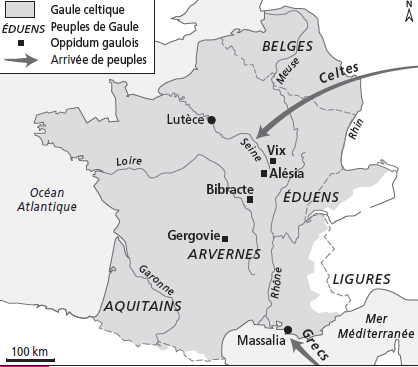 Gaule celtique
ÉDUENS Peuples de Gaule
Oppidum gaulois
Arrivée de peuples
N
BELGES
Meuse
Celtes
Rhin
Lutèce
Seine
Vix
Alésia
Loire
Bibracte
ÉDUENS
Océan
Atlantique
Gergovie
ARVERNES
Garonne
Rhône
LIGURES
AQUITAINS
Mer
Méditerranée
Massalia
Grecs
100 km